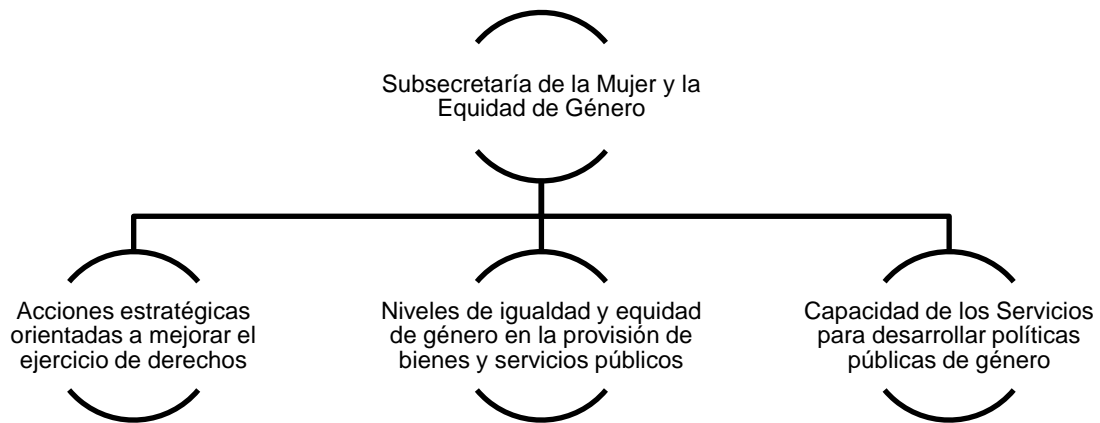 Subsecretaría de la Mujer y la
Equidad de Género
Acciones estratégicas
orientadas a mejorar el
ejercicio de derechos
Niveles de igualdad y equidad
de género en la provisión de
bienes y servicios públicos
Capacidad de los Servicios
para desarrollar políticas
públicas de género